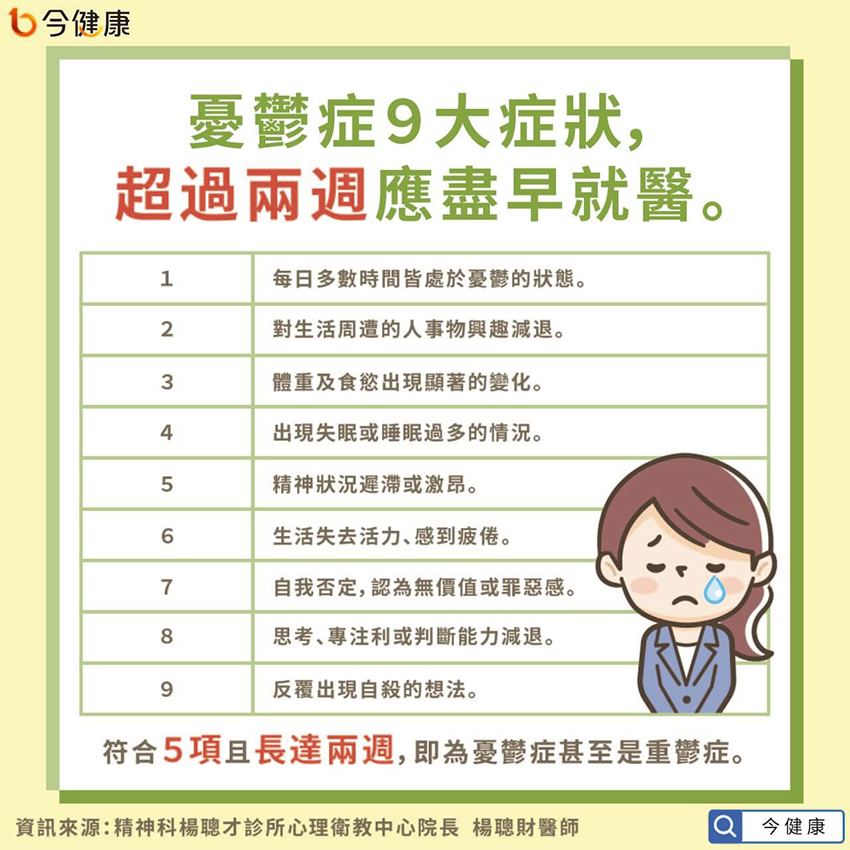 今健康
憂鬱症9大症狀,
超過兩週應盡早就醫。
1 每日多數時間皆處於憂鬱的狀態。
2 對生活周遭的人事物興趣減退。
3 體重及食慾出現顯著的變化。
4 出現失眠或睡眠過多的情況。
5 精神狀況遲滯或激昂。
6 生活失去活力、感到疲倦。
7 自我否定,認為無價值或罪惡感。
8 思考、專注利或判斷能力減退。
9 反覆出現自殺的想法。
符合5項且長達兩週,即為憂鬱症甚至是重鬱症。
資訊來源:精神科楊聰才診所心理衛教中心院長 楊聰財醫師
今健康